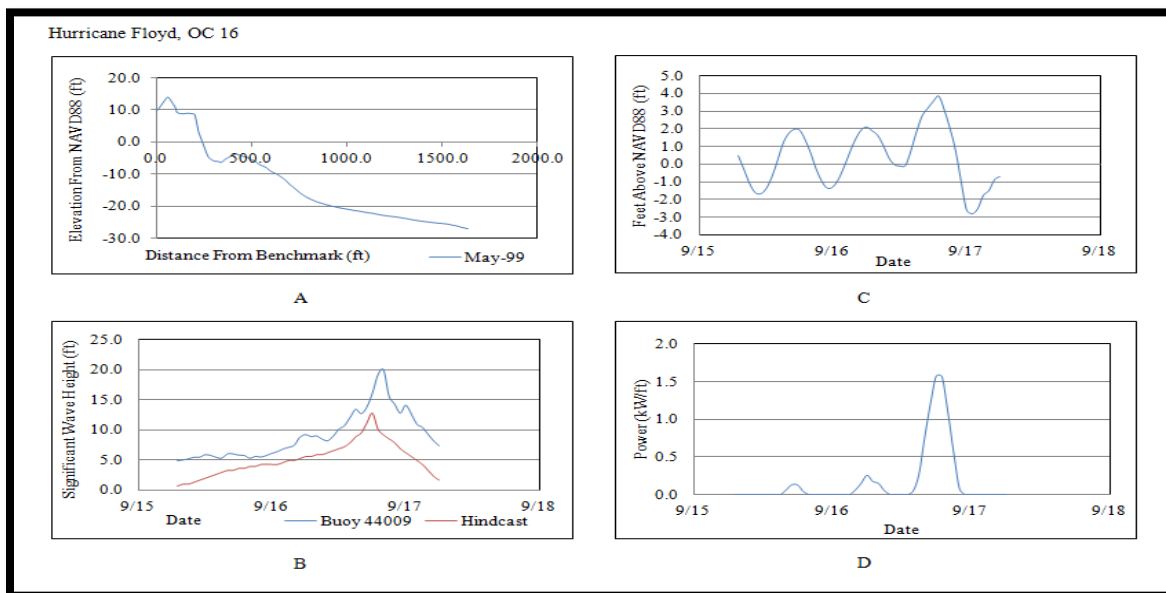 Hurricane Floyd, OC 16
Elevation From NAVD88 (ft)
20.0
10.0
0.0
-10.0
-20.0
-30.0
0.0
500.0
1000.0
1500.0
2000.0
Distance From Benchmark (ft)
May-99
A
Significant Wave Height (ft)
25.0
20.0
15.0
10.0
5.0
0.0
9/15
9/16
9/17
9/18
Date
Buoy 44009
Hindcast
B
Feet Above NAVD88 (ft)
5.0
4.0
3.0
2.0
1.0
0.0
-1.0
-2.0
-3.0
-4.0
9/15
9/16
9/17
9/18
Date
C
Power (kW/ft)
2.0
1.5
1.0
0.5
0.0
9/15
9/16
9/17
9/18
Date
D